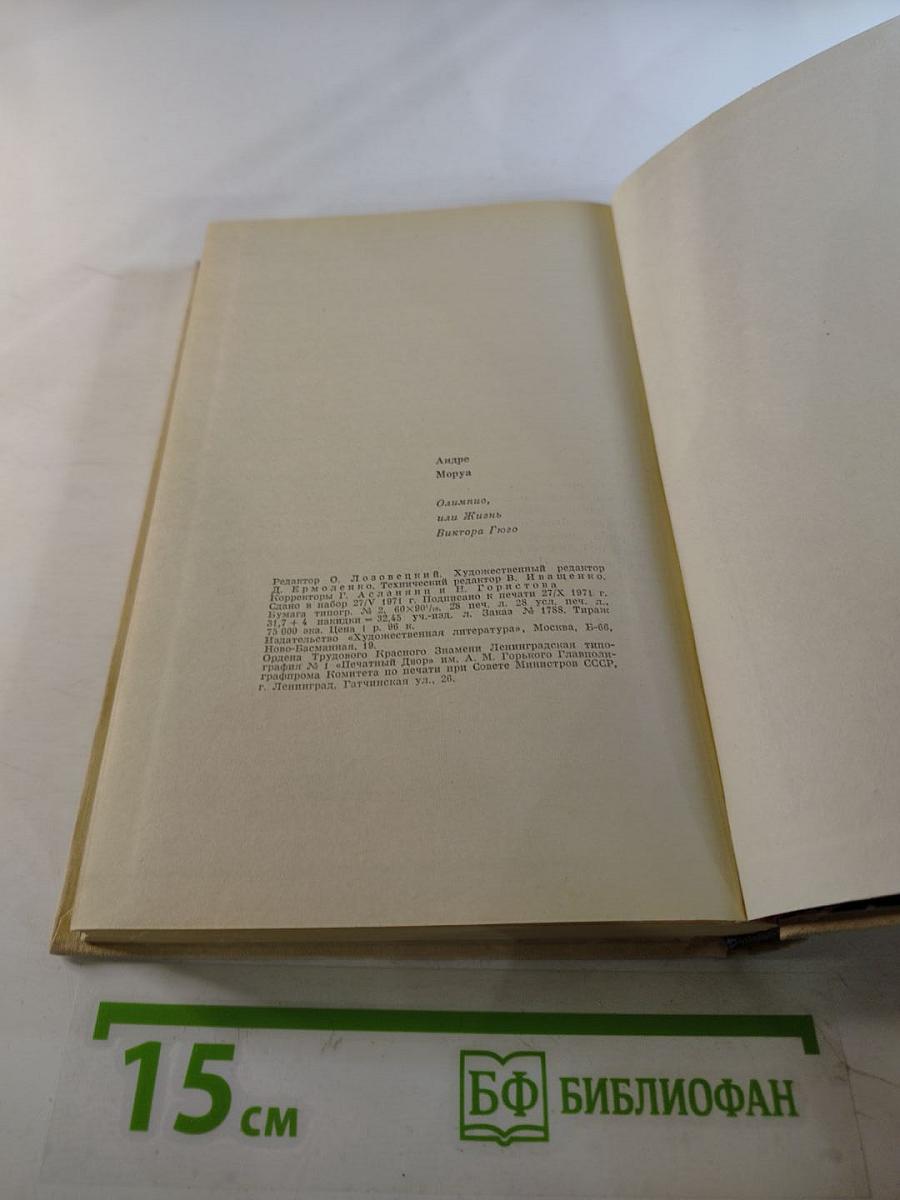 Андре
Моруа
Олимпио,
или Жизнь
Виктора Гюго
Редактор О. Лозовецкий. Художественный редактор
Д. Ермоленко. Технический редактор В. Иващенко.
Корректоры Г. Асланянц и Н. Гористова
Сдано в набор 27/V 1971 г. Подписано к печати 27/X 1971 г.
Бумага типогр. № 2. 60×90¹/₁₆. 28 печ. л. 28 усл. печ. л.,
31,7 + 4 накидки = 32,45 уч.-изд. л. Заказ № 1788. Тираж
75 000 экз. Цена 1 р. 96 к.
Издательство «Художественная литература», Москва, Б-66,
Ново-Басманная, 19.
Ордена Трудового Красного Знамени Ленинградская типо-
графия № 1 «Печатный Двор» им. А. М. Горького Главполи-
графпрома Комитета по печати при Совете Министров СССР,
г. Ленинград, Гатчинская ул., 26.
15 см
БФ БИБЛИОФАН